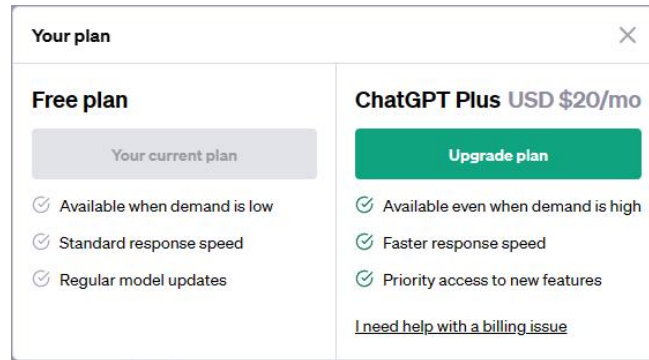 Your plan
Free plan
Your current plan
Available when demand is low
Standard response speed
Regular model updates
ChatGPT Plus USD $20/mo
Upgrade plan
Available even when demand is high
Faster response speed
Priority access to new features
I need help with a billing issue